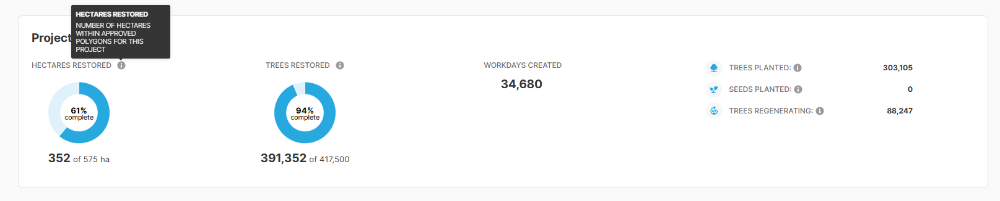 HECTARES RESTORED
NUMBER OF HECTARES
WITHIN APPROVED
POLYGONS FOR THIS
PROJECT
Project
HECTARES RESTORED
61%
complete
352 of 575 ha
TREES RESTORED
94%
complete
391,352 of 417,500
WORKDAYS CREATED
34,680
TREES PLANTED: 303,105
SEEDS PLANTED: 0
TREES REGENERATING: 88,247